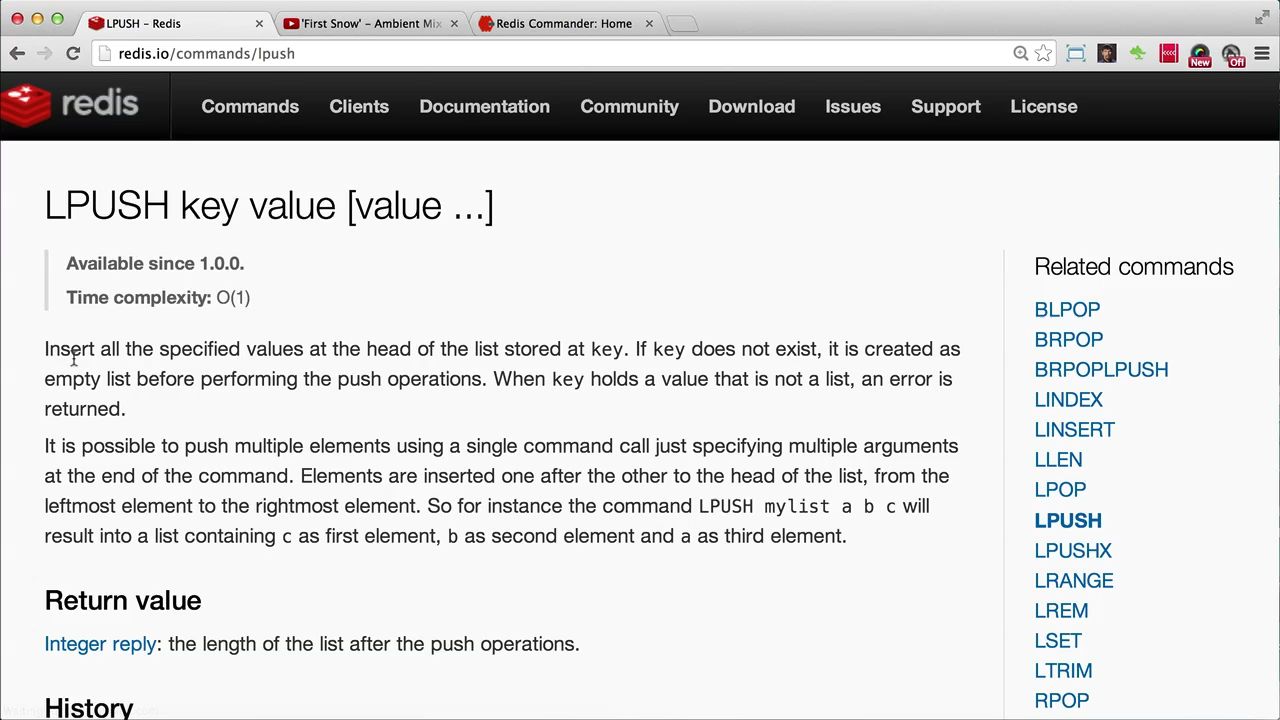 LPUSH – Redis
'First Snow' – Ambient Mix
Redis Commander: Home
redis.io/commands/lpush
New
Off
redis
Commands Clients Documentation Community Download Issues Support License
LPUSH key value [value ...]
Available since 1.0.0.
Time complexity: O(1)
Insert all the specified values at the head of the list stored at key. If key does not exist, it is created as
empty list before performing the push operations. When key holds a value that is not a list, an error is
returned.
It is possible to push multiple elements using a single command call just specifying multiple arguments
at the end of the command. Elements are inserted one after the other to the head of the list, from the
leftmost element to the rightmost element. So for instance the command LPUSH mylist a b c will
result into a list containing c as first element, b as second element and a as third element.
Return value
Integer reply: the length of the list after the push operations.
History
Related commands
BLPOP
BRPOP
BRPOPLPUSH
LINDEX
LINSERT
LLEN
LPOP
LPUSH
LPUSHX
LRANGE
LREM
LSET
LTRIM
RPOP